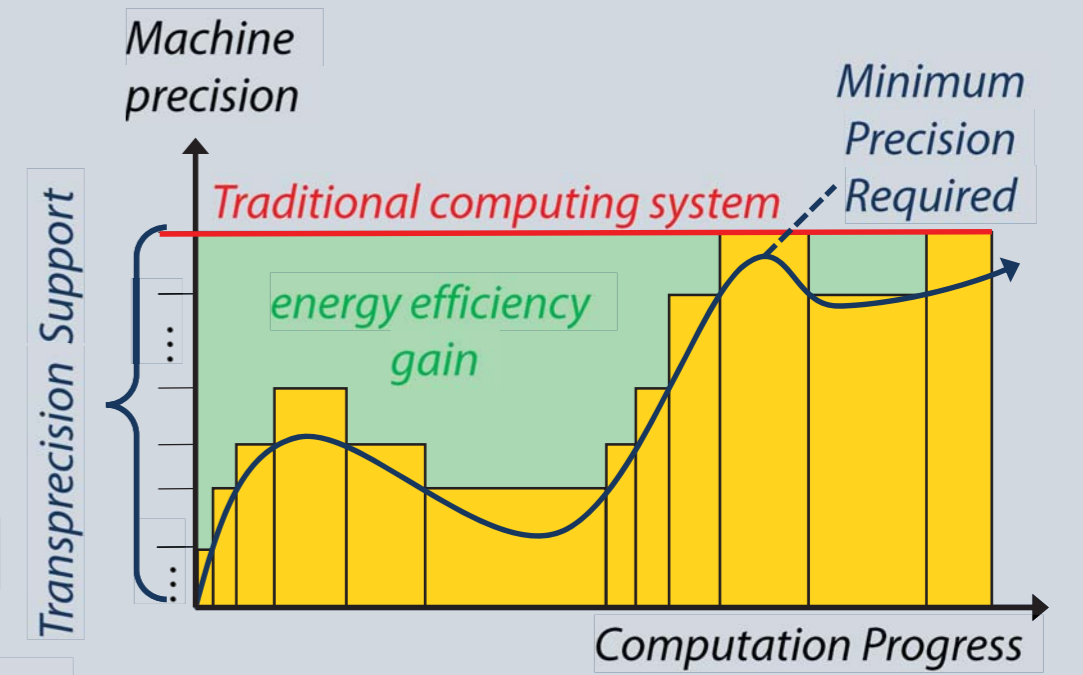 Machine
precision
Minimum
Precision
Required
Traditional computing system
energy efficiency
gain
Transprecision Support
...
...
Computation Progress